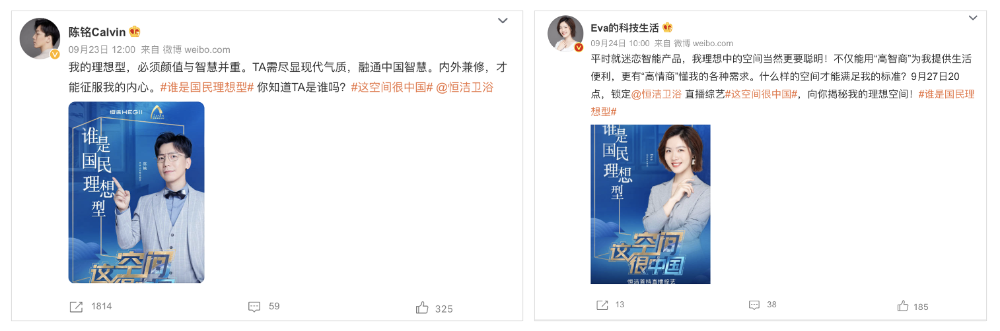 陈铭Calvin
09月23日 12:00 来自 微博 weibo.com
我的理想型，必须颜值与智慧并重。TA需尽显现代气质，融通中国智慧。内外兼修，才
能征服我的内心。#谁是国民理想型# 你知道TA是谁吗？#这空间很中国# @恒洁卫浴
恒洁HEGII
谁是
国民
理想
型
陈铭
这空间
很中国
1814
59
325
Eva的科技生活
09月24日 10:00 来自 微博 weibo.com
平时就迷恋智能产品，我理想中的空间当然更要聪明！不仅能用“高智商”为我提供生活
便利，更有“高情商”懂我的各种需求。什么样的空间才能满足我的标准？9月27日20
点，锁定@恒洁卫浴 直播综艺#这空间很中国#，向你揭秘我的理想空间！#谁是国民理
想型#
谁是
国民
理想
型
Eva
这空间
很中国
恒洁首档直播综艺
13
38
185